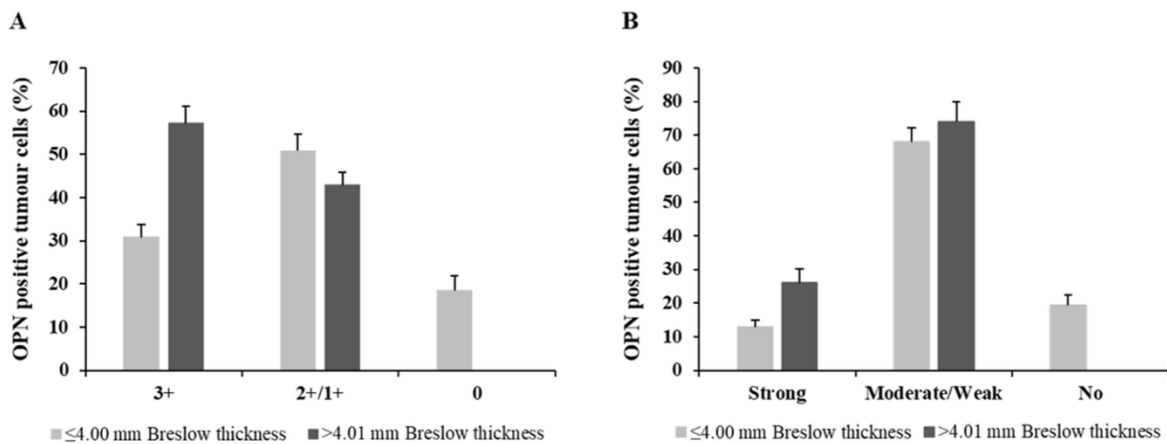 A
OPN positive tumour cells (%)
70
60
50
40
30
20
10
0
3+ 2+/1+ 0
≤4.00 mm Breslow thickness >4.01 mm Breslow thickness
B
OPN positive tumour cells (%)
90
80
70
60
50
40
30
20
10
0
Strong Moderate/Weak No
≤4.00 mm Breslow thickness >4.01 mm Breslow thickness